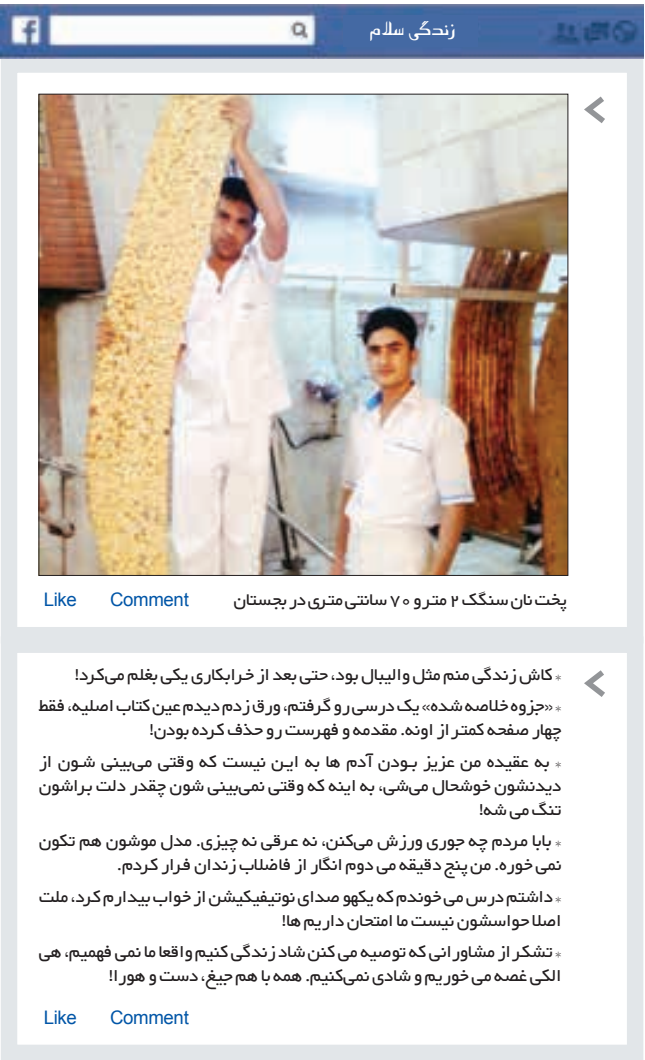 زندگی سلام
f
پخت نان سنگک ۲ متر و ۷۰ سانتی متری در بجستان
Comment
Like
* کاش زندگی منم مثل والیبال بود، حتی بعد از خرابکاری یکی بغلم می‌کرد!
* «جزوه خلاصه شده» یک درسی رو گرفتم، ورق زدم دیدم عین کتاب اصلیه، فقط
چهار صفحه کمتر از اونه. مقدمه و فهرست رو حذف کرده بودن!
* به عقیده من عزیز بودن آدم ها به این نیست که وقتی می‌بینی شون از
دیدنشون خوشحال می‌شی، به اینه که وقتی نمی‌بینی شون چقدر دلت براشون
تنگ می شه!
* بابا مردم چه جوری ورزش می‌کنن، نه عرقی نه چیزی. مدل موشون هم تکون
نمی خوره. من پنج دقیقه می دوم انگار از فاضلاب زندان فرار کردم.
* داشتم درس می خوندم که یکهو صدای نوتیفیکیشن از خواب بیدارم کرد، ملت
اصلا حواسشون نیست ما امتحان داریم ها!
* تشکر از مشاورانی که توصیه می کنن شاد زندگی کنیم واقعا ما نمی فهمیم، هی
الکی غصه می خوریم و شادی نمی‌کنیم. همه با هم جیغ، دست و هورا!
Like
Comment